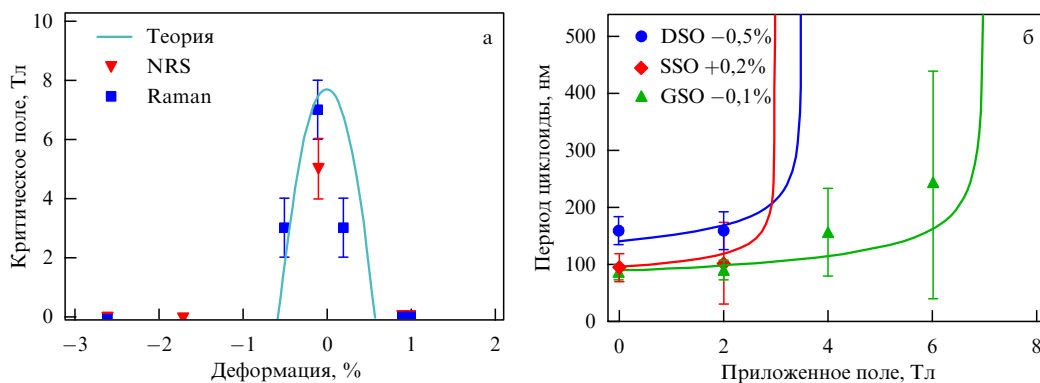 10
8
6
4
2
0
Критическое поле, Тл
Теория
NRS
Raman
а
−3
−2
−1
0
1
2
Деформация, %
500
400
300
200
100
0
Период циклоиды, нм
DSO −0,5%
SSO +0,2%
GSO −0,1%
б
0
2
4
6
8
Приложенное поле, Тл